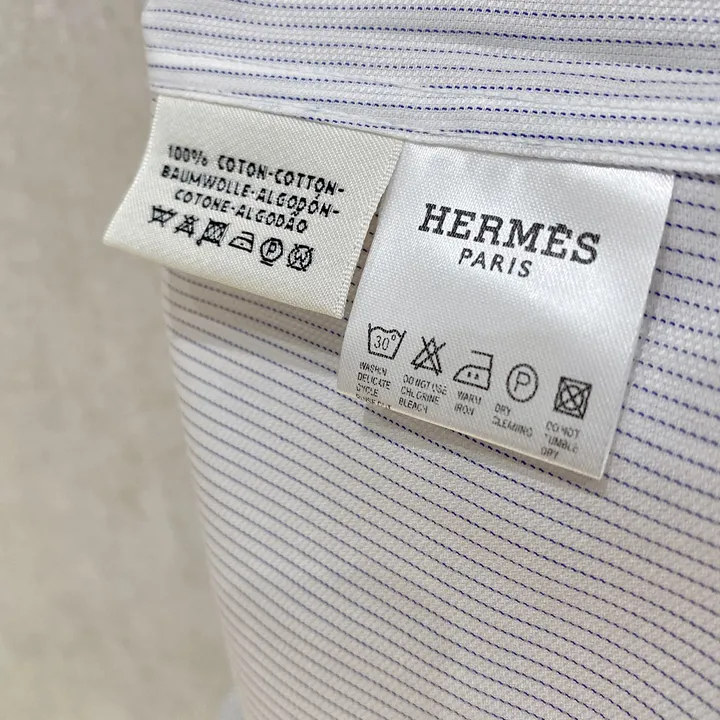 100% COTON-COTTON-
BAUMWOLLE-ALGODÓN-
COTONE-ALGODÃO
P
W
HERMÈS
PARIS
30°
P
WASH IN
DELICATE
CYCLE
DO NOT USE
CHLORINE
BLEACH
WARM
IRON
DRY
CLEANING
DO NOT
TUMBLE
DRY